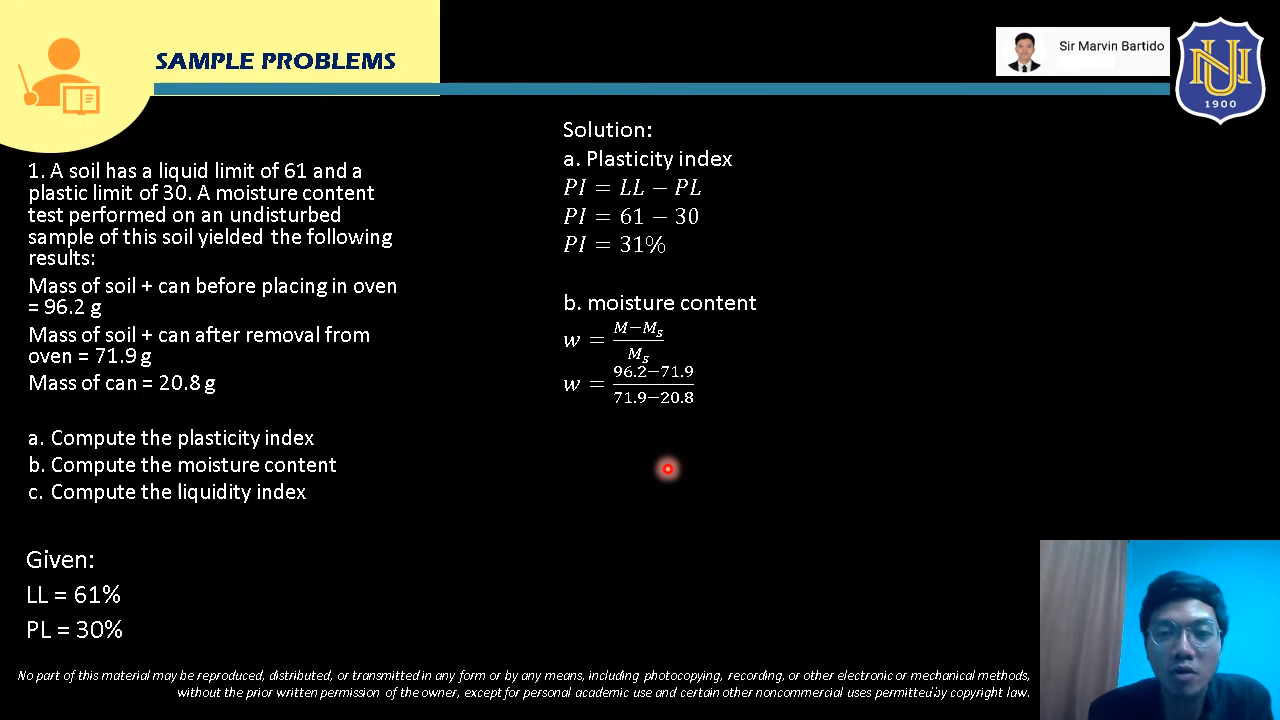 SAMPLE PROBLEMS
Sir Marvin Bartido
NU
1900
1. A soil has a liquid limit of 61 and a
plastic limit of 30. A moisture content
test performed on an undisturbed
sample of this soil yielded the following
results:
Mass of soil + can before placing in oven
= 96.2 g
Mass of soil + can after removal from
oven = 71.9 g
Mass of can = 20.8 g
a. Compute the plasticity index
b. Compute the moisture content
c. Compute the liquidity index
Given:
LL = 61%
PL = 30%
Solution:
a. Plasticity index
PI = LL − PL
PI = 61 − 30
PI = 31%
b. moisture content
w = \frac{M−M_S}{M_S}
w = \frac{96.2−71.9}{71.9−20.8}
No part of this material may be reproduced, distributed, or transmitted in any form or by any means, including photocopying, recording, or other electronic or mechanical methods,
without the prior written permission of the owner, except for personal academic use and certain other noncommercial uses permitted by copyright law.